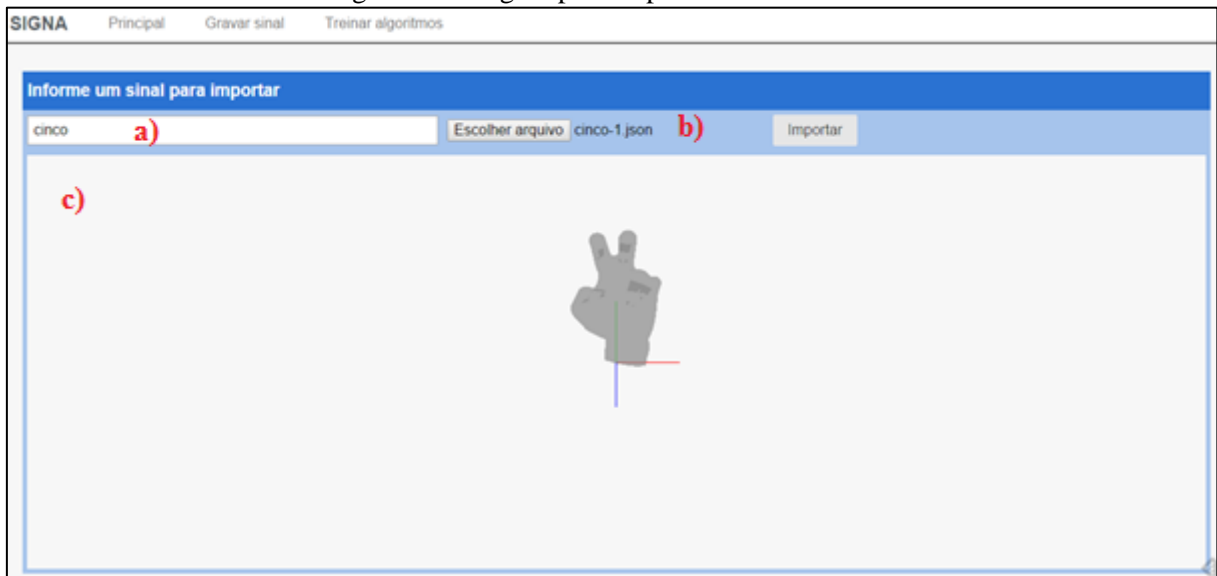 SIGNA Principal Gravar sinal Treinar algoritmos
Informe um sinal para importar
cinco a) Escolher arquivo cinco-1.json b) Importar
c)